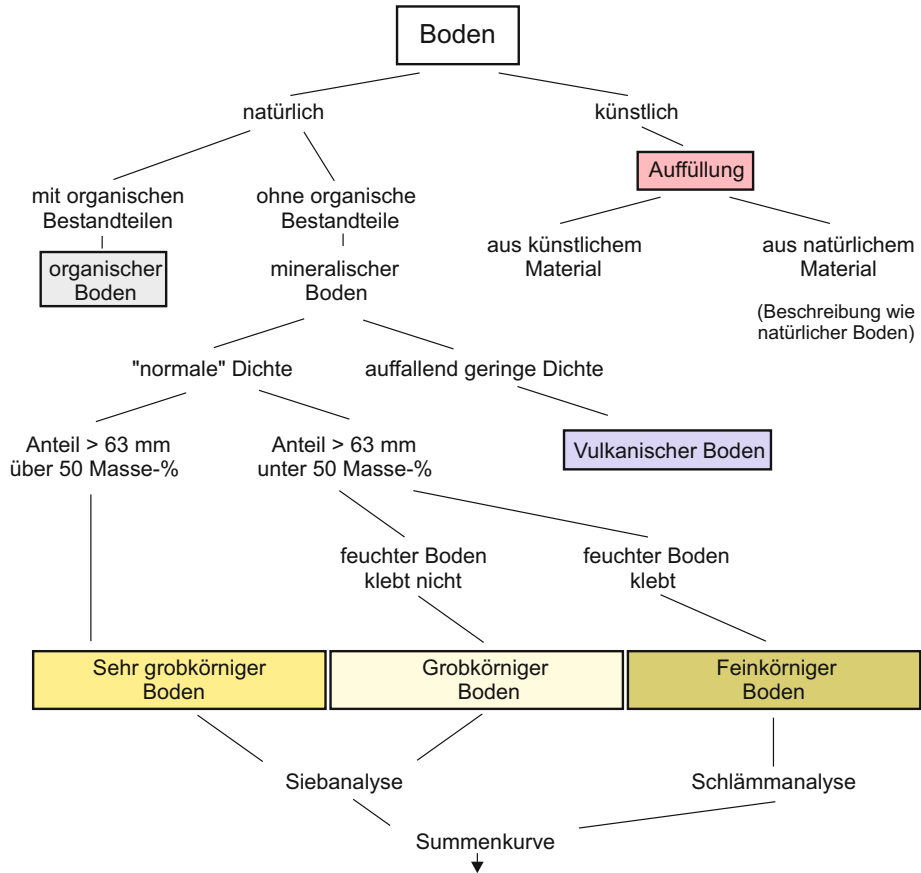 Boden
natürlich
künstlich
Auffüllung
mit organischen
Bestandteilen
ohne organische
Bestandteile
aus künstlichem
Material
aus natürlichem
Material
organischer
Boden
mineralischer
Boden
(Beschreibung wie
natürlicher Boden)
"normale" Dichte
auffallend geringe Dichte
Anteil > 63 mm
über 50 Masse-%
Anteil > 63 mm
unter 50 Masse-%
Vulkanischer Boden
feuchter Boden
klebt nicht
feuchter Boden
klebt
Sehr grobkörniger
Boden
Grobkörniger
Boden
Feinkörniger
Boden
Siebanalyse
Schlämmanalyse
Summenkurve